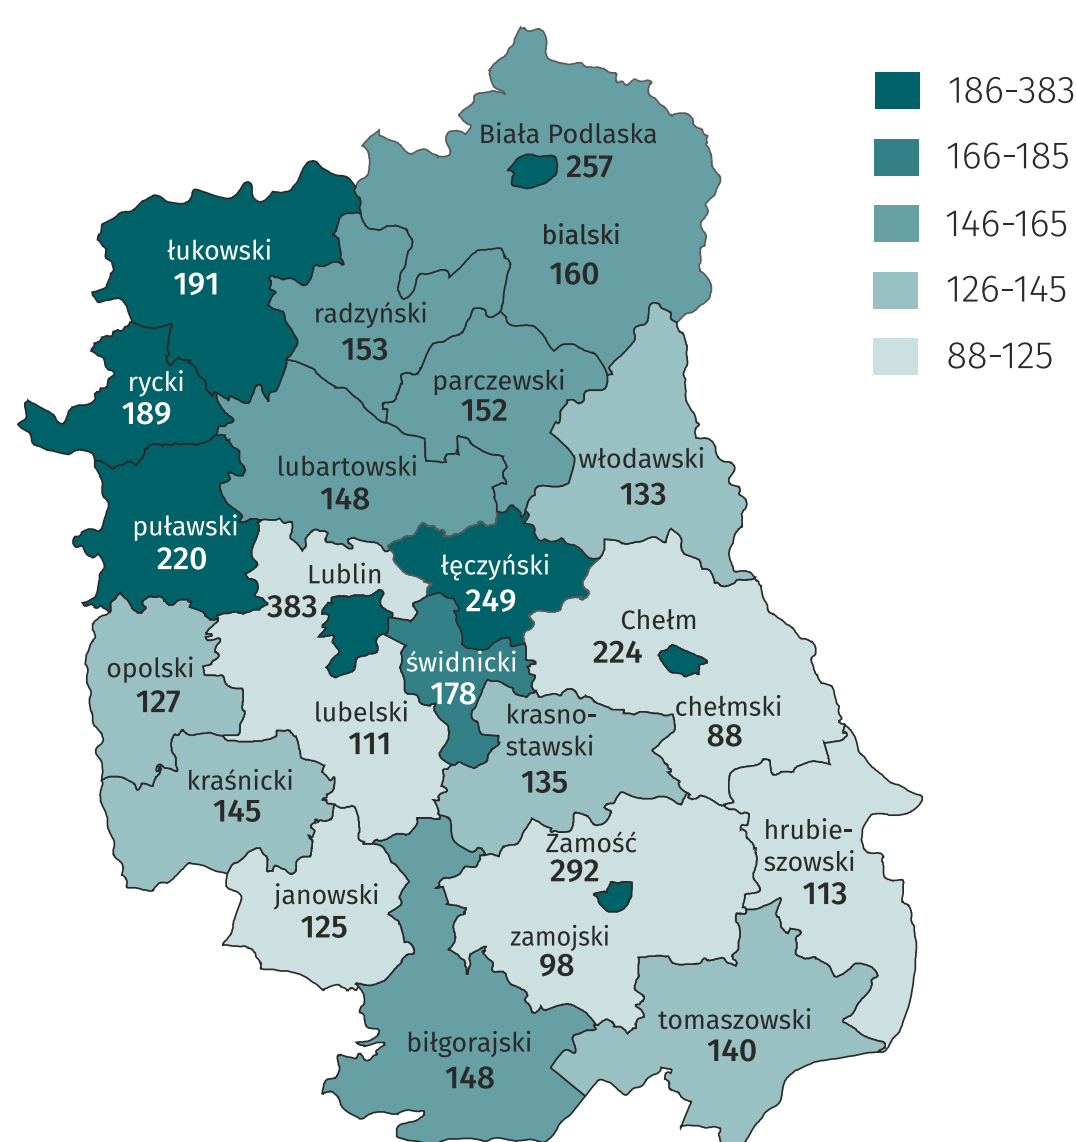 186-383
166-185
146-165
126-145
88-125
Biała Podlaska
257
bialski
160
łukowski
191
radzyński
153
rycki
189
parczewski
152
lubartowski
148
włodawski
133
puławski
220
łęczyński
249
Lublin
383
Chełm
224
świdnicki
178
opolski
127
lubelski
111
krasno-
stawski
135
chełmski
88
kraśnicki
145
hrubie-
szowski
113
Zamość
292
janowski
125
zamojski
98
tomaszowski
140
biłgorajski
148